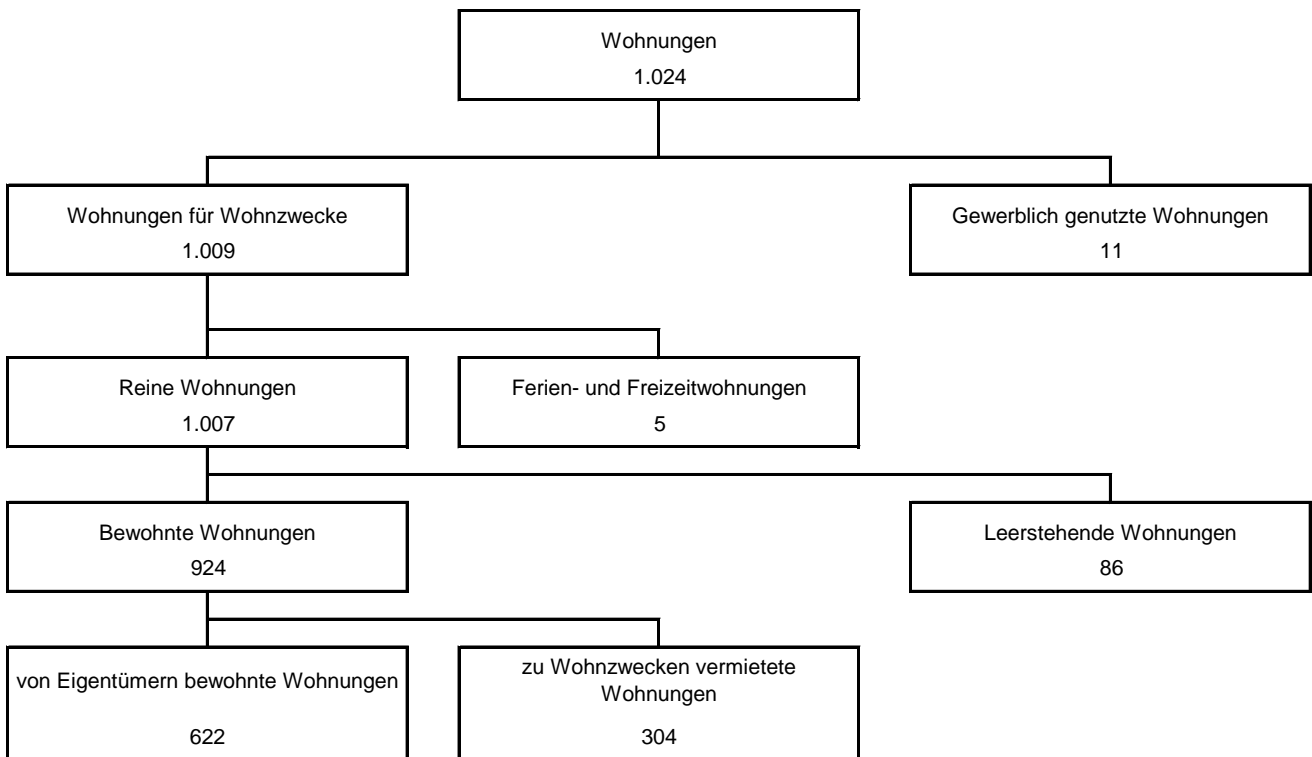 Wohnungen
1.024
Wohnungen für Wohnzwecke
1.009
Gewerblich genutzte Wohnungen
11
Reine Wohnungen
1.007
Ferien- und Freizeitwohnungen
5
Bewohnte Wohnungen
924
Leerstehende Wohnungen
86
von Eigentümern bewohnte Wohnungen
622
zu Wohnzwecken vermietete
Wohnungen
304